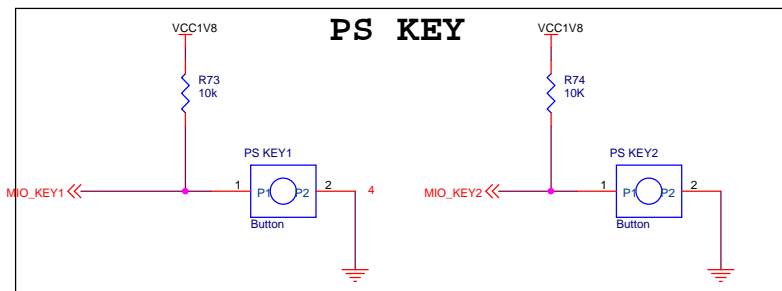 PS KEY
VCC1V8
VCC1V8
R73
10k
R74
10K
PS KEY1
PS KEY2
MIO_KEY1
1
P1
P2
2
4
MIO_KEY2
1
P1
P2
2
Button
Button